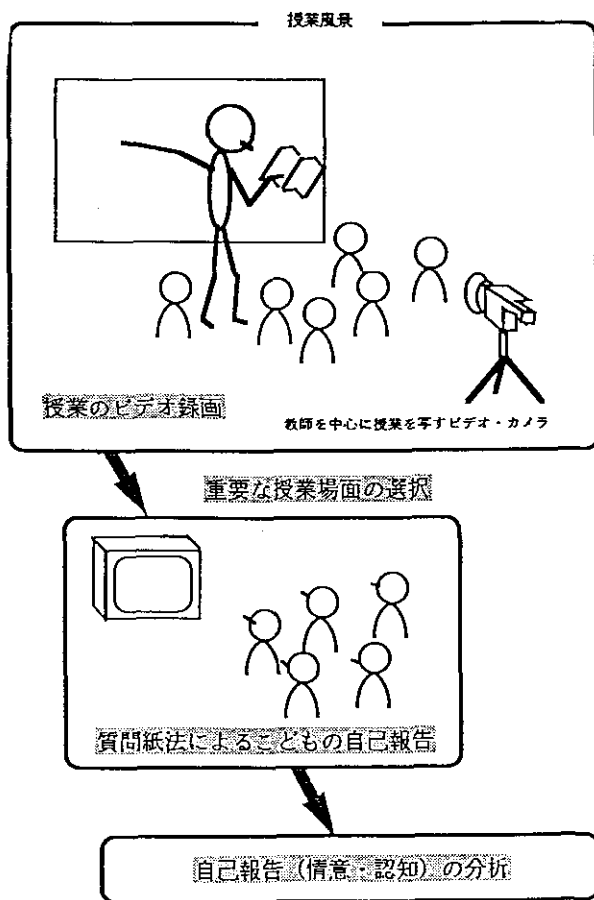 授業風景
授業のビデオ録画
教師を中心に授業を写すビデオ・カメラ
重要な授業場面の選択
質問紙法によるこどもの自己報告
自己報告（情意・認知）の分析